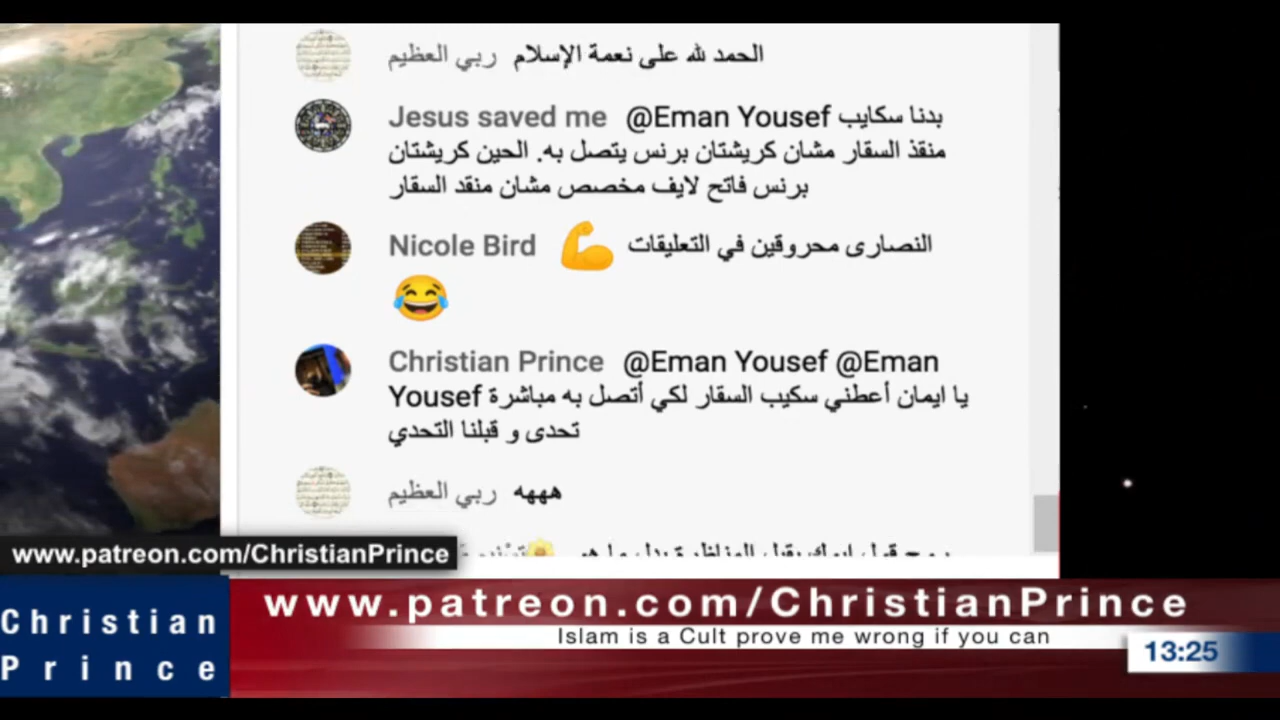 ربي العظيم الحمد لله على نعمة الإسلام
Jesus saved me @Eman Yousef بدنا سكايب
منقذ السقار مشان كريشتان برنس يتصل به. الحين كريشتان
برنس فاتح لايف مخصص مشان منقد السقار
Nicole Bird 💪 النصارى محروقين في التعليقات
😂
Christian Prince @Eman Yousef @Eman
Yousef يا ايمان أعطني سكيب السقار لكي أتصل به مباشرة
تحدى و قبلنا التحدي
ربي العظيم هههه
www.patreon.com/ChristianPrince
Christian
Prince
www.patreon.com/ChristianPrince
Islam is a Cult prove me wrong if you can
13:25